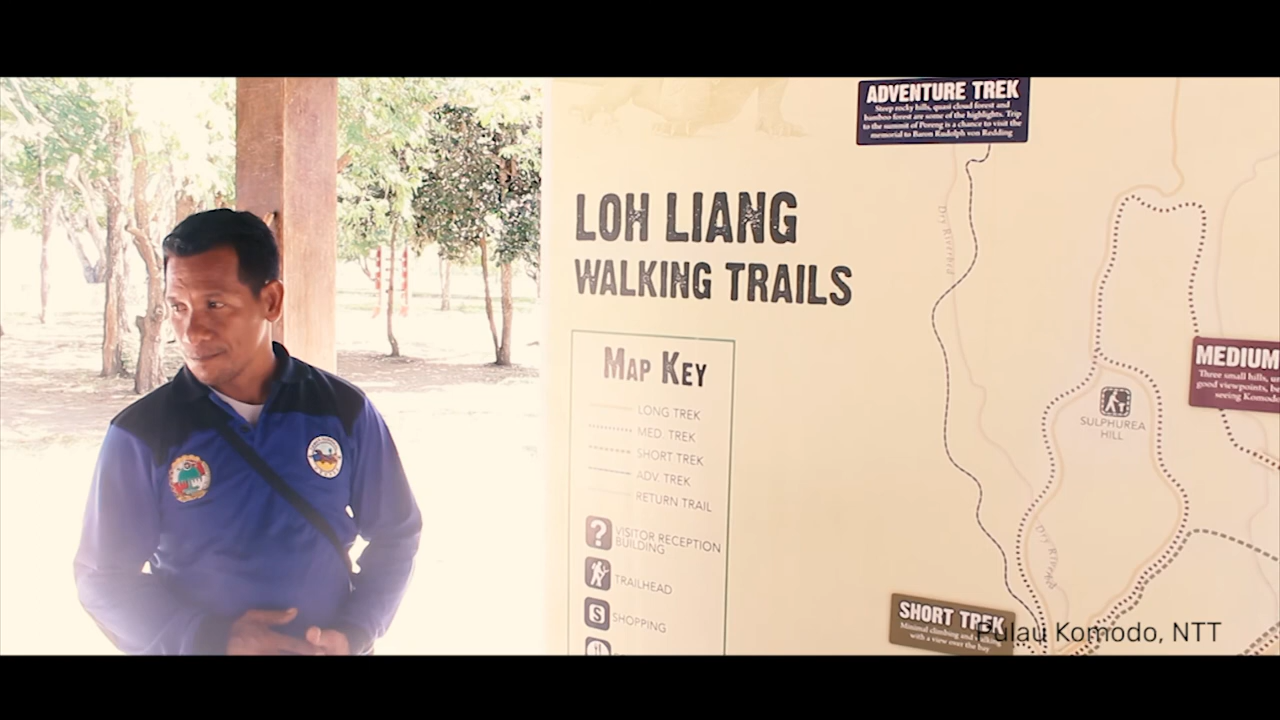 ADVENTURE TREK
Steep rocky hills, quasi cloud forest and
bamboo forest are some of the highlights. Trip
to the summit of Poreng is a chance to visit the
memorial to Baron Rudolph von Redding
LOH LIANG
WALKING TRAILS
MAP KEY
LONG TREK
MED. TREK
SHORT TREK
ADV. TREK
RETURN TRAIL
?
VISITOR RECEPTION
BUILDING
TRAILHEAD
S
SHOPPING
Dry Riverbed
SULPHUREA
HILL
MEDIUM
Three small hills,
good viewpoints,
seeing
Dry Riverbed
SHORT TREK
Minimal climbing and walking
with a view over the bay
Pulau Komodo, NTT